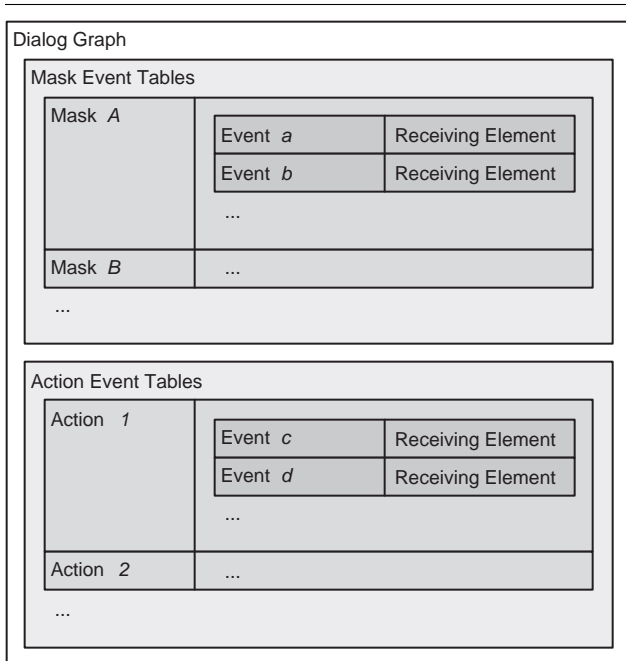 Dialog Graph
Mask Event Tables
Mask A
Event a Receiving Element
Event b Receiving Element
...
Mask B ...
...
Action Event Tables
Action 1
Event c Receiving Element
Event d Receiving Element
...
Action 2 ...
...